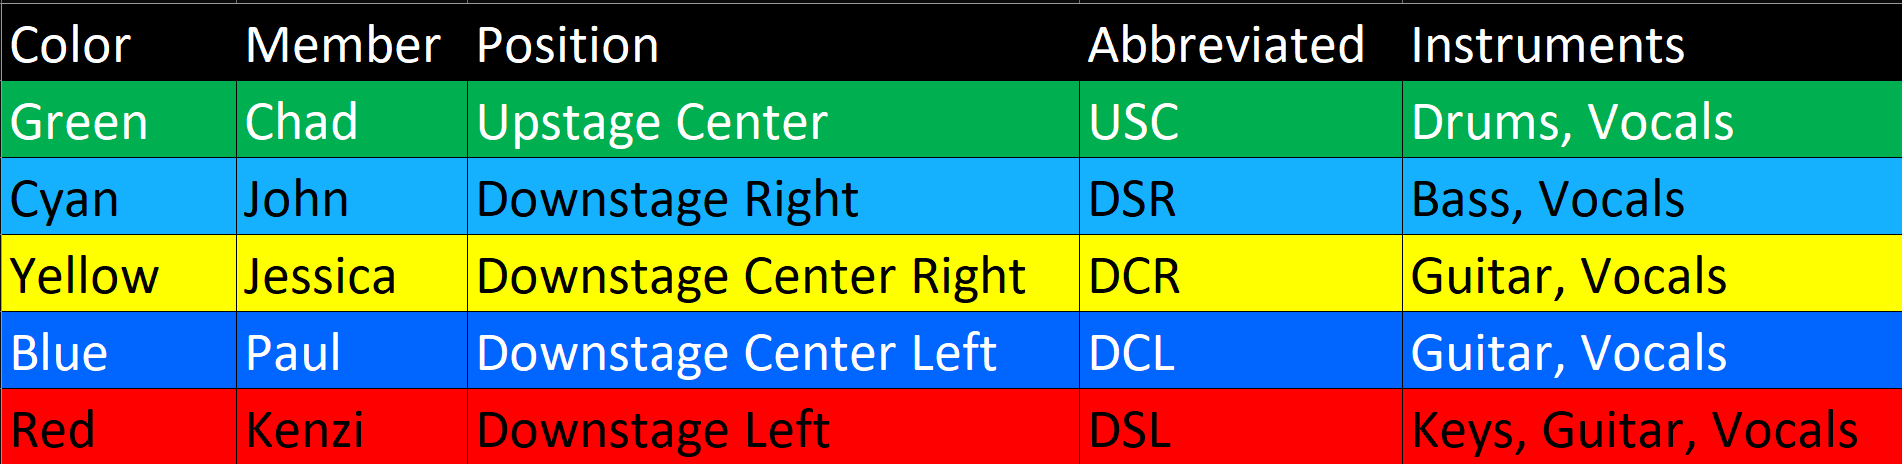 Color Member Position Abbreviated Instruments
Green Chad Upstage Center USC Drums, Vocals
Cyan John Downstage Right DSR Bass, Vocals
Yellow Jessica Downstage Center Right DCR Guitar, Vocals
Blue Paul Downstage Center Left DCL Guitar, Vocals
Red Kenzi Downstage Left DSL Keys, Guitar, Vocals